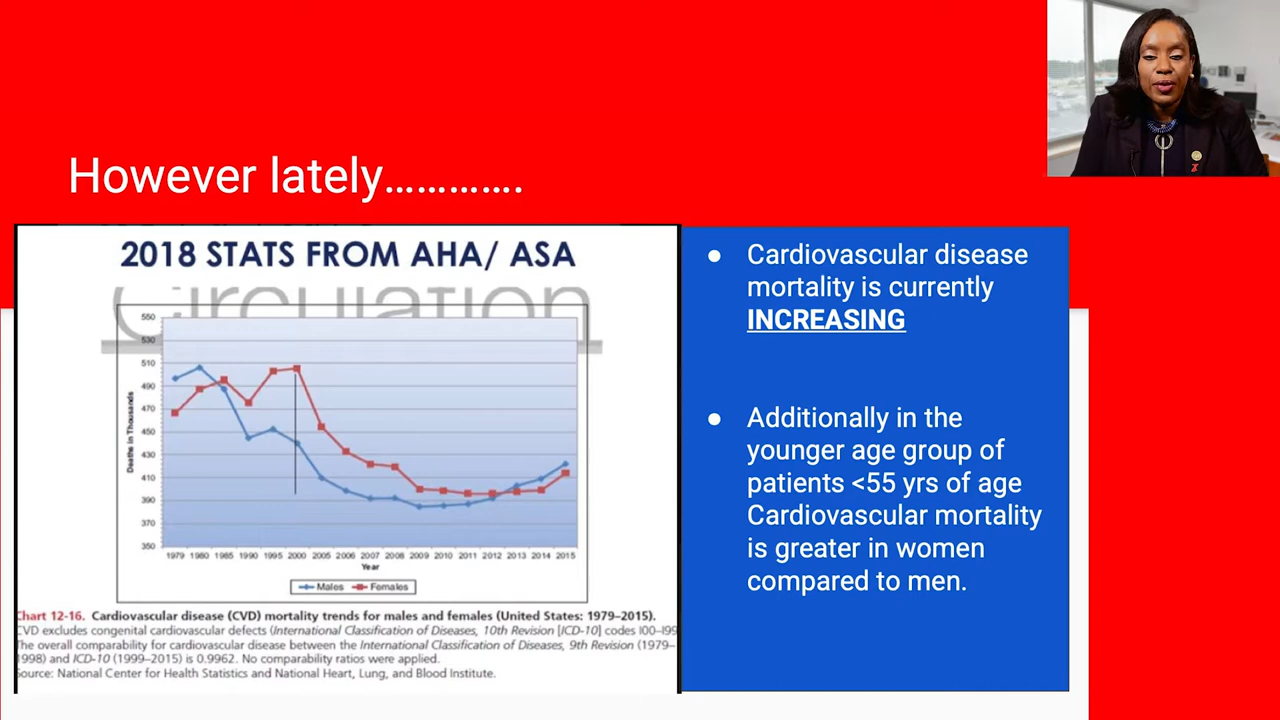 However lately………….
2018 STATS FROM AHA/ ASA
Circulation
550
530
510
490
470
450
430
410
390
370
350
Deaths in Thousands
1979 1980 1985 1990 1995 2000 2005 2006 2007 2008 2009 2010 2011 2012 2013 2014 2015
Year
Males Females
Chart 12-16. Cardiovascular disease (CVD) mortality trends for males and females (United States: 1979–2015).
CVD excludes congenital cardiovascular defects (International Classification of Diseases, 10th Revision [ICD-10] codes I00–I99
The overall comparability for cardiovascular disease between the International Classification of Diseases, 9th Revision (1979–
1998) and ICD-10 (1999–2015) is 0.9962. No comparability ratios were applied.
Source: National Center for Health Statistics and National Heart, Lung, and Blood Institute.
● Cardiovascular disease
mortality is currently
INCREASING
● Additionally in the
younger age group of
patients <55 yrs of age
Cardiovascular mortality
is greater in women
compared to men.